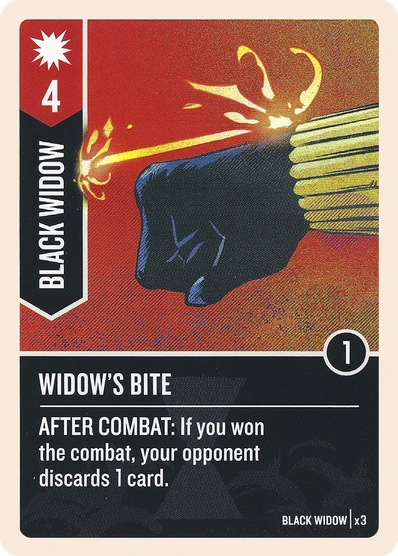 4
BLACK WIDOW
1
WIDOW'S BITE
AFTER COMBAT: If you won
the combat, your opponent
discards 1 card.
BLACK WIDOW x3